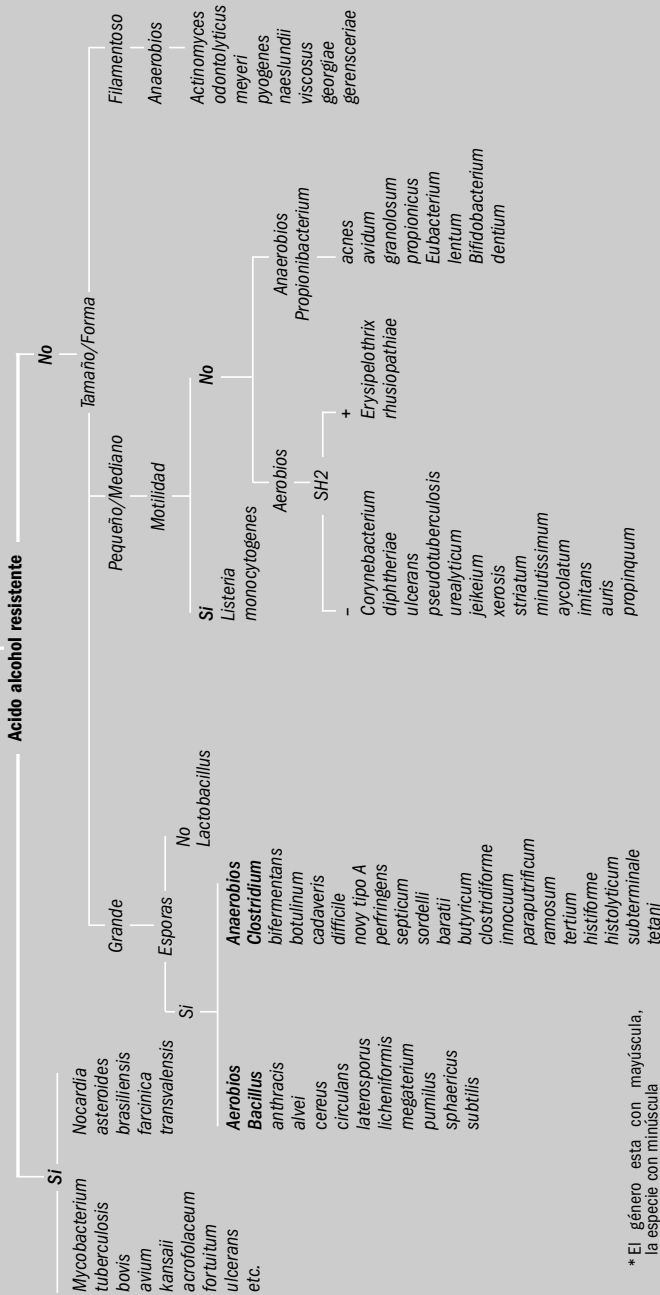 Acido alcohol resistente
Si
Mycobacterium
tuberculosis
bovis
avium
kansaii
acrofolaceum
fortuitum
ulcerans
etc.
Nocardia
asteroides
brasiliensis
farcinica
transvalensis
No
Tamaño/Forma
Grande
Esporas
Si
Aerobios
Bacillus
anthracis
alvei
cereus
circulans
laterosporus
licheniformis
megaterium
pumilus
sphaericus
subtilis
Anaerobios
Clostridium
bifermentans
botulinum
cadaveris
difficile
novy tipo A
perfringens
septicum
sordelli
baratii
butyricum
clostridiforme
innocuum
paraputrificum
ramosum
tertium
histiforme
histolyticum
subterminale
tetani
No
Lactobacillus
Pequeño/Mediano
Motilidad
Si
Listeria
monocytogenes
No
Aerobios
SH2
–
Corynebacterium
diphtheriae
ulcerans
pseudotuberculosis
urealyticum
jeikeium
xerosis
striatum
minutissimum
aycolatum
imitans
auris
propinquum
+
Erysipelothrix
rhusiopathiae
Anaerobios
Propionibacterium
acnes
avidum
granolosum
propionicus
Eubacterium
lentum
Bifidobacterium
dentium
Filamentoso
Anaerobios
Actinomyces
odontolyticus
meyeri
pyogenes
naeslundii
viscosus
georgiae
gerensceriae
* El género esta con mayúscula,
la especie con minúscula